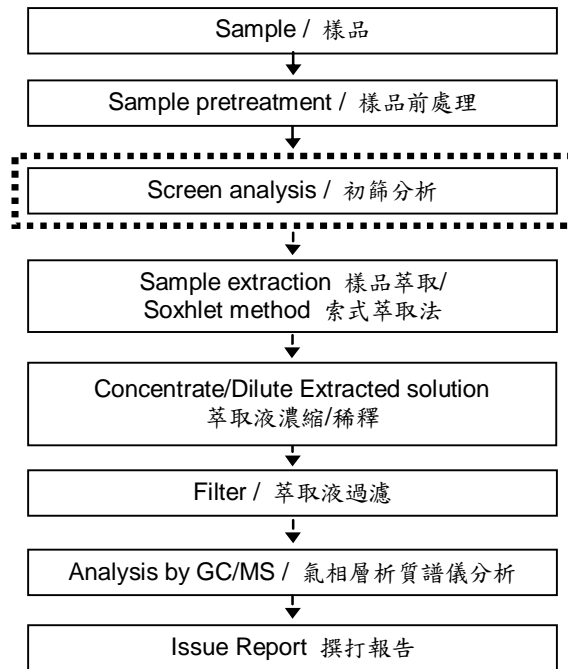 Sample / 樣品
Sample pretreatment / 樣品前處理
Screen analysis / 初篩分析
Sample extraction 樣品萃取/
Soxhlet method 索式萃取法
Concentrate/Dilute Extracted solution
萃取液濃縮/稀釋
Filter / 萃取液過濾
Analysis by GC/MS / 氣相層析質譜儀分析
Issue Report 撰打報告